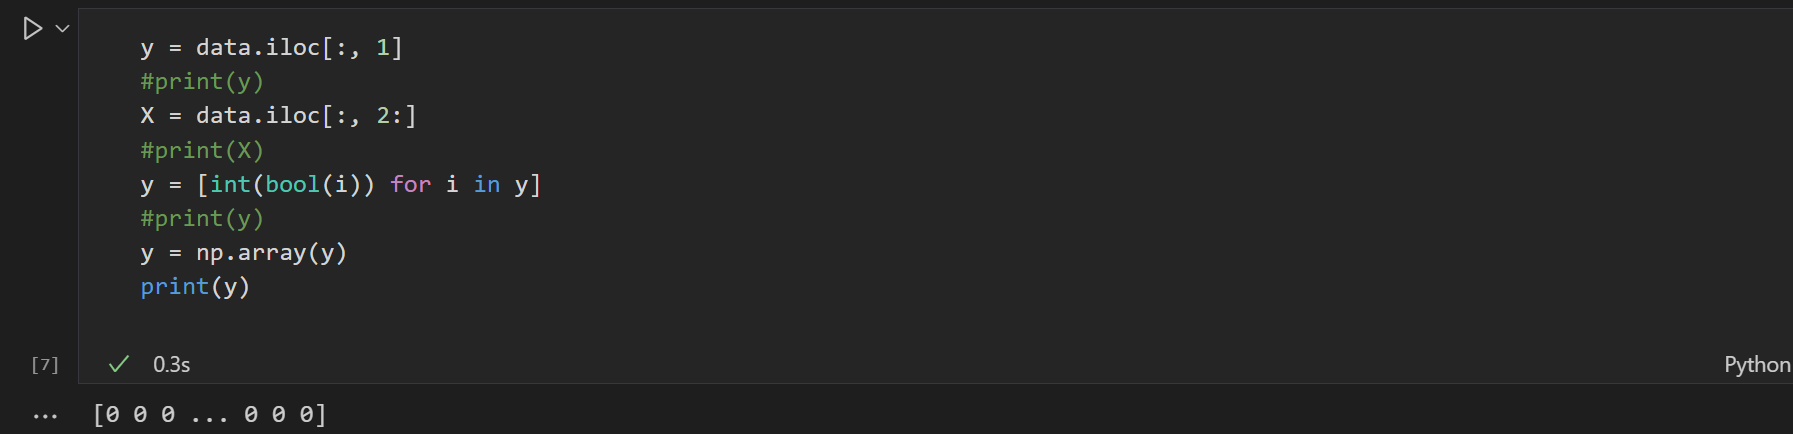 y = data.iloc[:, 1]
#print(y)
X = data.iloc[:, 2:]
#print(X)
y = [int(bool(i)) for i in y]
#print(y)
y = np.array(y)
print(y)
[7]
0.3s
Python
... [0 0 0 ... 0 0 0]